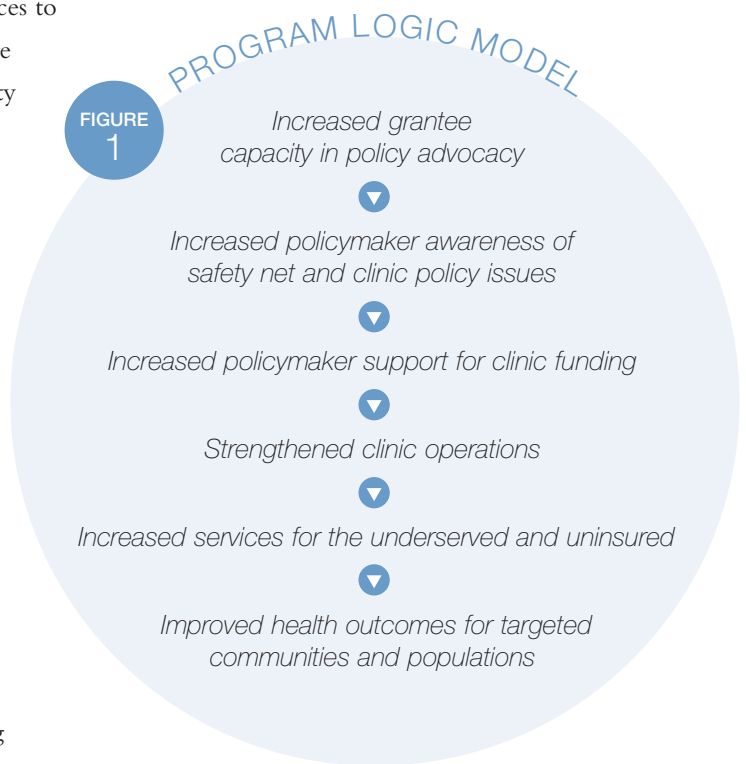 ces to
e
ty
g
PROGRAM LOGIC MODEL
FIGURE
1
Increased grantee
capacity in policy advocacy
Increased policymaker awareness of
safety net and clinic policy issues
Increased policymaker support for clinic funding
Strengthened clinic operations
Increased services for the underserved and uninsured
Improved health outcomes for targeted
communities and populations